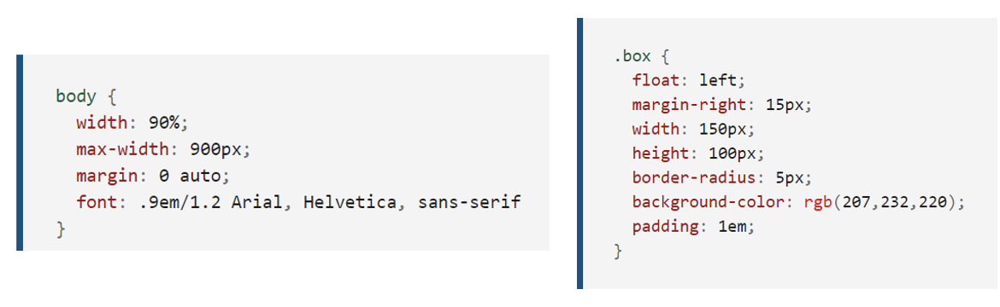 body {
  width: 90%;
  max-width: 900px;
  margin: 0 auto;
  font: .9em/1.2 Arial, Helvetica, sans-serif
}
.box {
  float: left;
  margin-right: 15px;
  width: 150px;
  height: 100px;
  border-radius: 5px;
  background-color: rgb(207,232,220);
  padding: 1em;
}